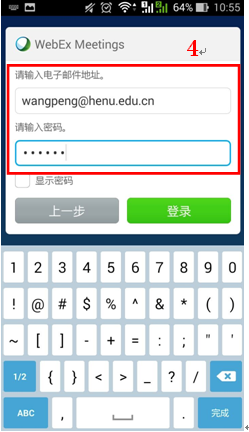 64% 10:55
WebEx Meetings 4
请输入电子邮件地址。
wangpeng@henu.edu.cn
请输入密码。
••••••
显示密码
上一步 登录
1 2 3 4 5 6 7 8 9 0
! @ # $ % ^ & * ( )
~ [ ] - + = : ; " '
1/2 { } < > _ ? /
ABC , . 完成